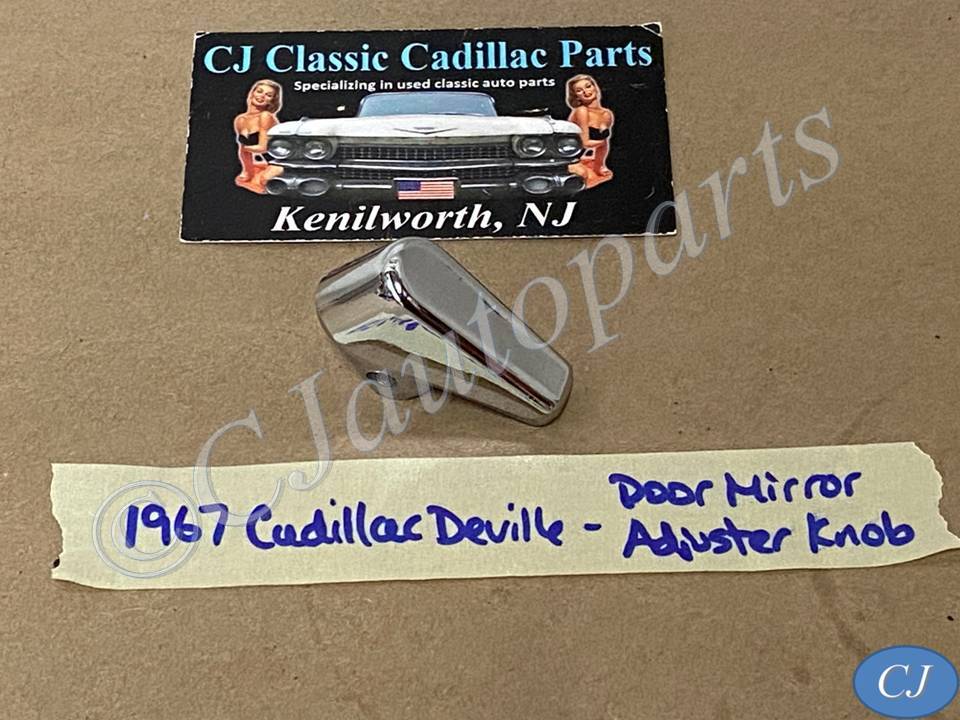 CJ Classic Cadillac Parts
Specializing in used classic auto parts
Kenilworth, NJ
©CJautoparts
1967 Cadillac Deville - Door Mirror
Adjuster Knob
CJ